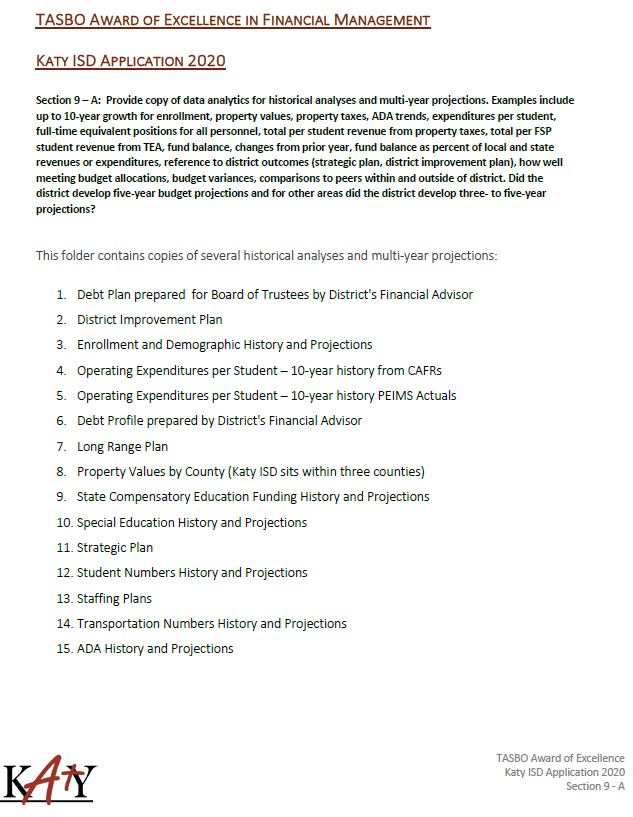 TASBO AWARD OF EXCELLENCE IN FINANCIAL MANAGEMENT
KATY ISD APPLICATION 2020
Section 9 – A:  Provide copy of data analytics for historical analyses and multi-year projections. Examples include
up to 10-year growth for enrollment, property values, property taxes, ADA trends, expenditures per student,
full-time equivalent positions for all personnel, total per student revenue from property taxes, total per FSP
student revenue from TEA, fund balance, changes from prior year, fund balance as percent of local and state
revenues or expenditures, reference to district outcomes (strategic plan, district improvement plan), how well
meeting budget allocations, budget variances, comparisons to peers within and outside of district. Did the
district develop five-year budget projections and for other areas did the district develop three- to five-year
projections?
This folder contains copies of several historical analyses and multi-year projections:
1. Debt Plan prepared  for Board of Trustees by District's Financial Advisor
2. District Improvement Plan
3. Enrollment and Demographic History and Projections
4. Operating Expenditures per Student – 10-year history from CAFRs
5. Operating Expenditures per Student – 10-year history PEIMS Actuals
6. Debt Profile prepared by District's Financial Advisor
7. Long Range Plan
8. Property Values by County (Katy ISD sits within three counties)
9. State Compensatory Education Funding History and Projections
10. Special Education History and Projections
11. Strategic Plan
12. Student Numbers History and Projections
13. Staffing Plans
14. Transportation Numbers History and Projections
15. ADA History and Projections
KATY
TASBO Award of Excellence
Katy ISD Application 2020
Section 9 - A